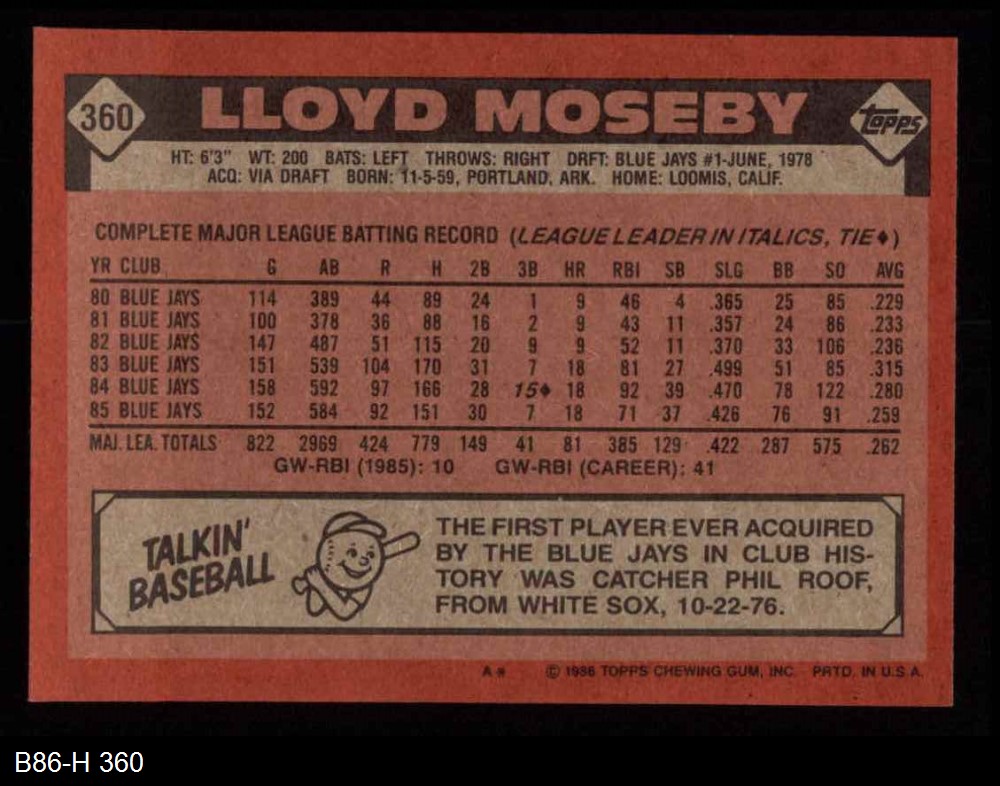 360 LLOYD MOSEBY TOPPS
HT: 6'3" WT: 200 BATS: LEFT THROWS: RIGHT DRFT: BLUE JAYS #1-JUNE, 1978
ACQ: VIA DRAFT BORN: 11-5-59, PORTLAND, ARK. HOME: LOOMIS, CALIF.
COMPLETE MAJOR LEAGUE BATTING RECORD (LEAGUE LEADER IN ITALICS, TIE♦)
YR CLUB G AB R H 2B 3B HR RBI SB SLG BB SO AVG
80 BLUE JAYS 114 389 44 89 24 1 9 46 4 .365 25 85 .229
81 BLUE JAYS 100 378 36 88 16 2 9 43 11 .357 24 86 .233
82 BLUE JAYS 147 487 51 115 20 9 9 52 11 .370 33 106 .236
83 BLUE JAYS 151 539 104 170 31 7 18 81 27 .499 51 85 .315
84 BLUE JAYS 158 592 97 166 28 15♦ 18 92 39 .470 78 122 .280
85 BLUE JAYS 152 584 92 151 30 7 18 71 37 .426 76 91 .259
MAJ. LEA. TOTALS 822 2969 424 779 149 41 81 385 129 .422 287 575 .262
GW-RBI (1985): 10 GW-RBI (CAREER): 41
TALKIN'
BASEBALL
THE FIRST PLAYER EVER ACQUIRED
BY THE BLUE JAYS IN CLUB HIS-
TORY WAS CATCHER PHIL ROOF,
FROM WHITE SOX, 10-22-76.
A* © 1986 TOPPS CHEWING GUM, INC. PRTD. IN U.S.A.
B86-H 360